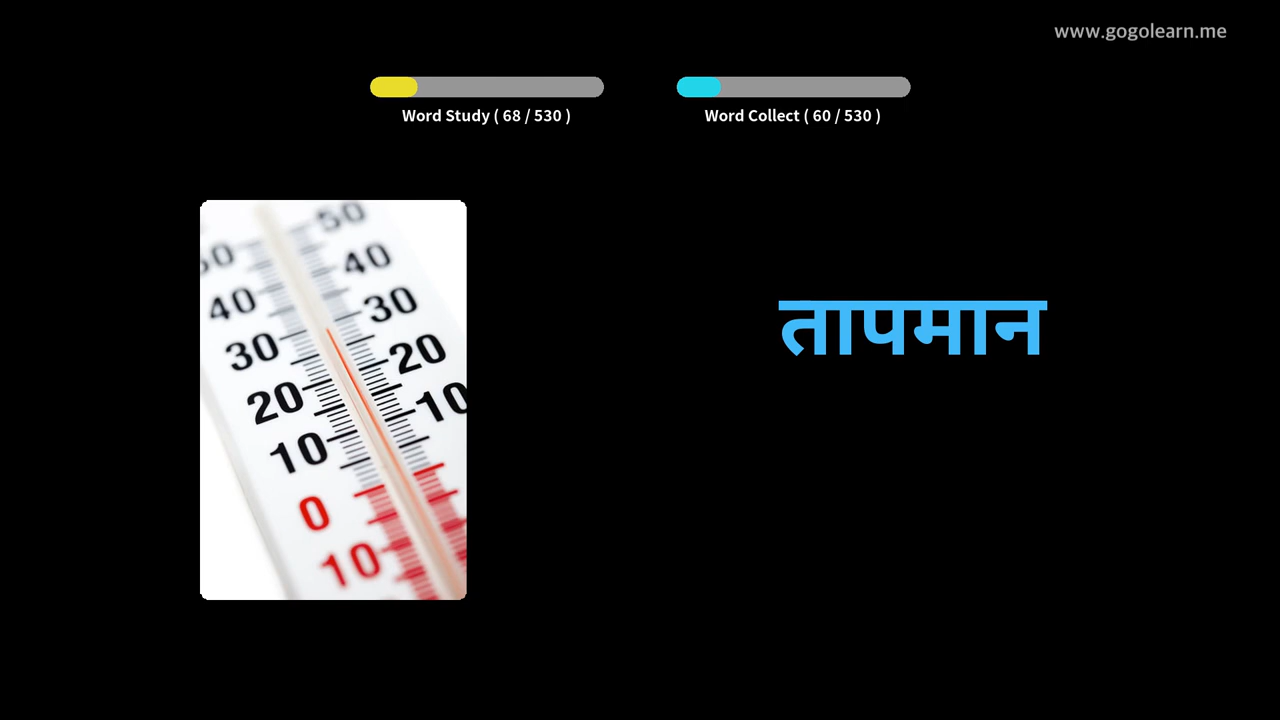 www.gogolearn.me
Word Study ( 68 / 530 )
Word Collect ( 60 / 530 )
50
40
40
30
30
20
20
10
10
0
10
तापमान